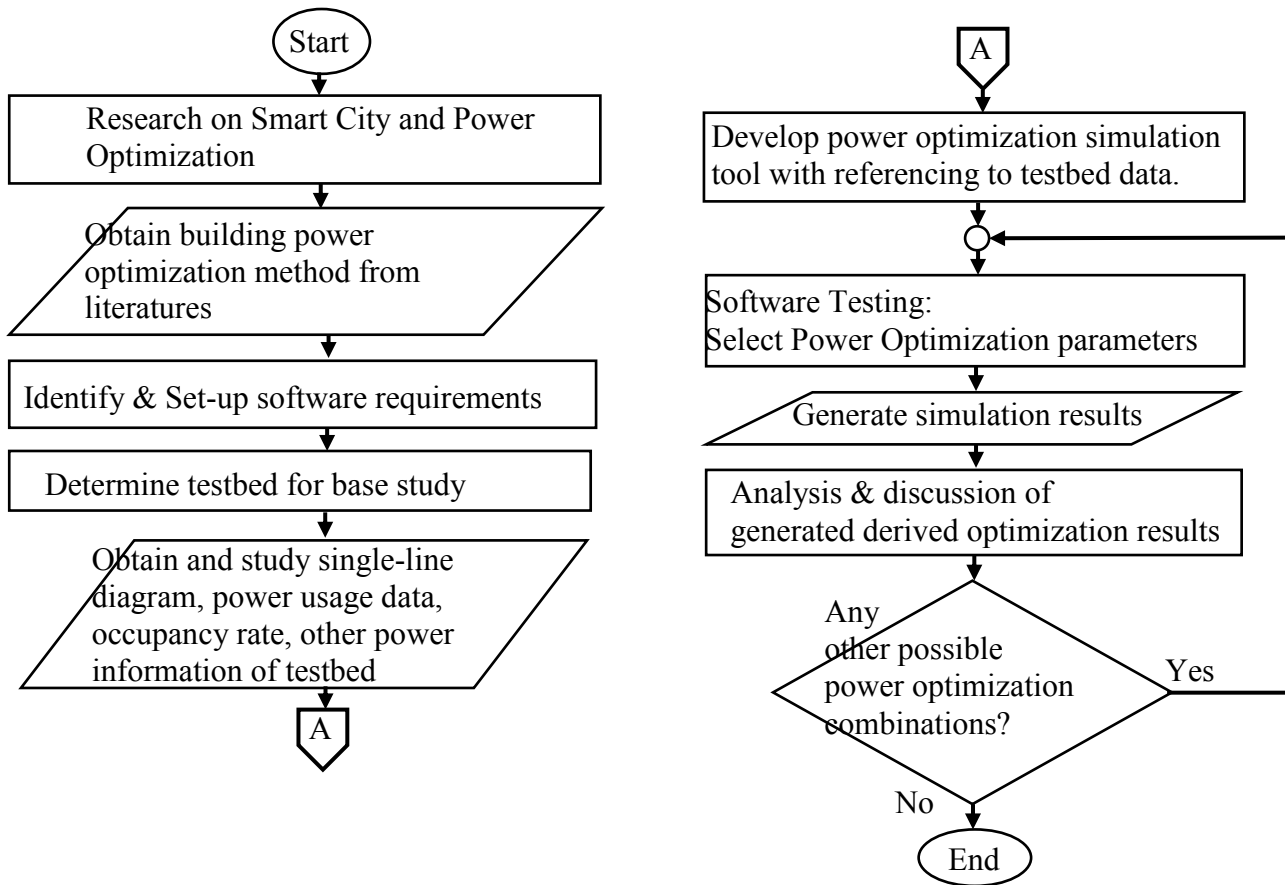 Start
Research on Smart City and Power
Optimization
Obtain building power
optimization method from
literatures
Identify & Set-up software requirements
Determine testbed for base study
Obtain and study single-line
diagram, power usage data,
occupancy rate, other power
information of testbed
A
A
Develop power optimization simulation
tool with referencing to testbed data.
Software Testing:
Select Power Optimization parameters
Generate simulation results
Analysis & discussion of
generated derived optimization results
Any
other possible
power optimization
combinations?
Yes
No
End